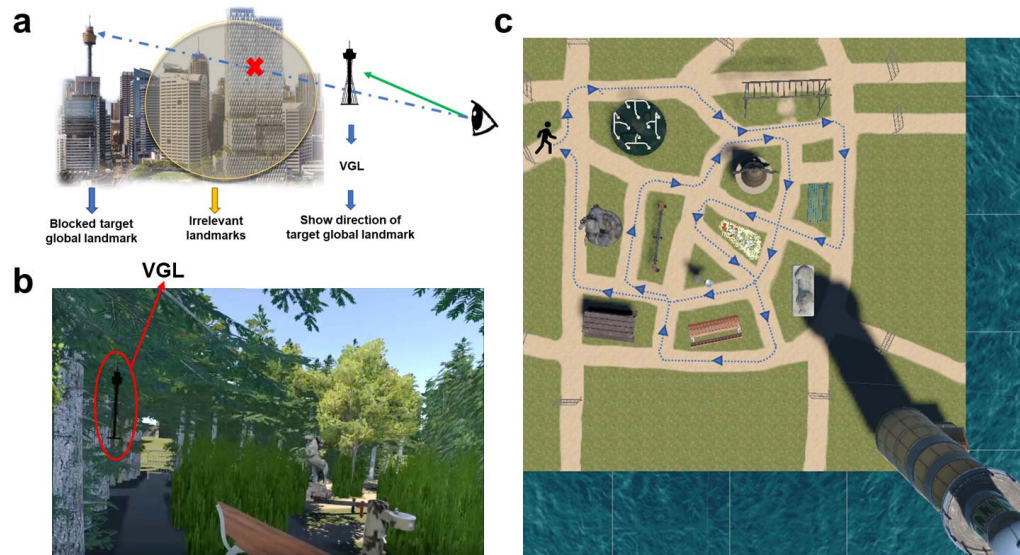 a
VGL
Blocked target
global landmark
Irrelevant
landmarks
Show direction of
target global landmark
b
VGL
c